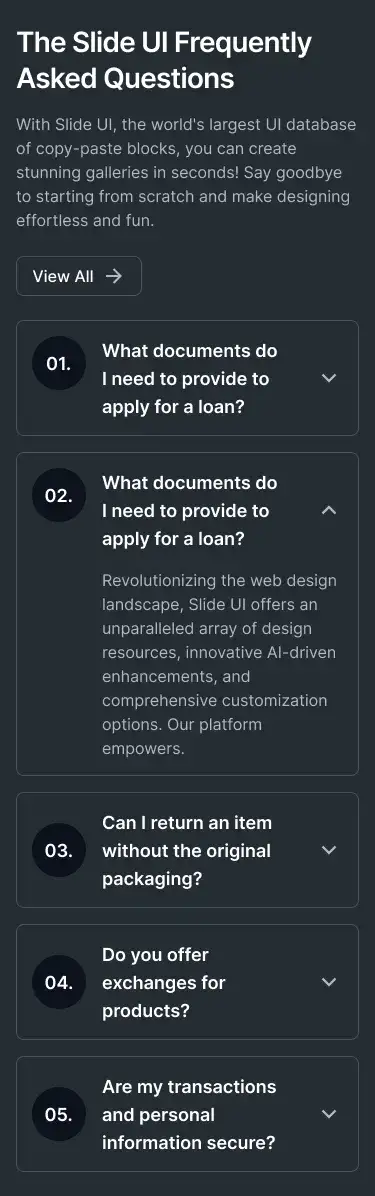 The Slide UI Frequently
Asked Questions
With Slide UI, the world's largest UI database
of copy-paste blocks, you can create
stunning galleries in seconds! Say goodbye
to starting from scratch and make designing
effortless and fun.
View All
01.
What documents do
I need to provide to
apply for a loan?
02.
What documents do
I need to provide to
apply for a loan?
Revolutionizing the web design
landscape, Slide UI offers an
unparalleled array of design
resources, innovative AI-driven
enhancements, and
comprehensive customization
options. Our platform
empowers.
03.
Can I return an item
without the original
packaging?
04.
Do you offer
exchanges for
products?
05.
Are my transactions
and personal
information secure?